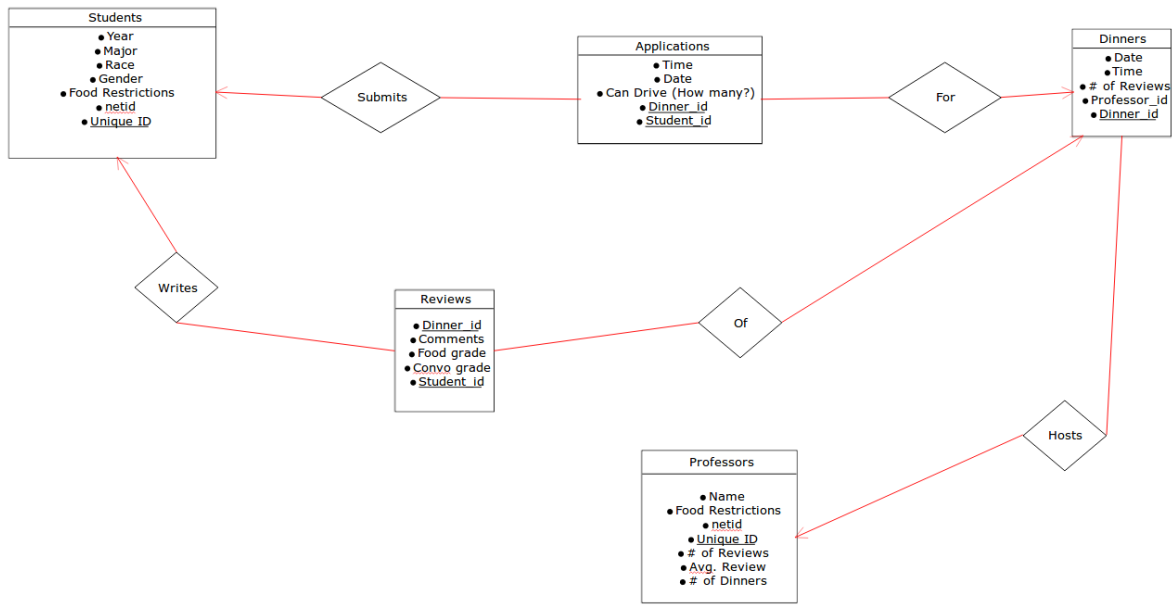 Students
● Year
● Major
● Race
● Gender
● Food Restrictions
● netid
● Unique ID
Submits
Applications
● Time
● Date
● Can Drive (How many?)
● Dinner_id
● Student_id
For
Dinners
● Date
● Time
● # of Reviews
● Professor_id
● Dinner_id
Writes
Reviews
● Dinner_id
● Comments
● Food grade
● Convo grade
● Student_id
Of
Hosts
Professors
● Name
● Food Restrictions
● netid
● Unique ID
● # of Reviews
● Avg. Review
● # of Dinners